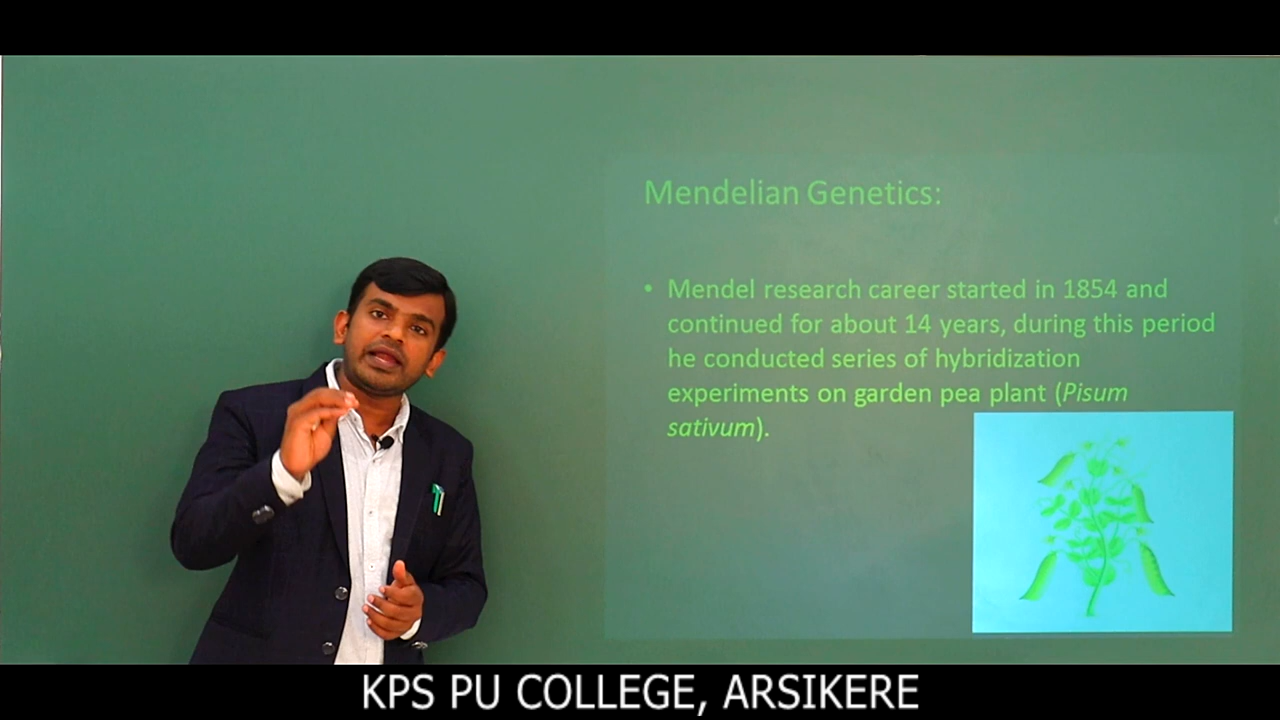 Mendelian Genetics:
• Mendel research career started in 1854 and
continued for about 14 years, during this period
he conducted series of hybridization
experiments on garden pea plant (Pisum
sativum).
KPS PU COLLEGE, ARSIKERE